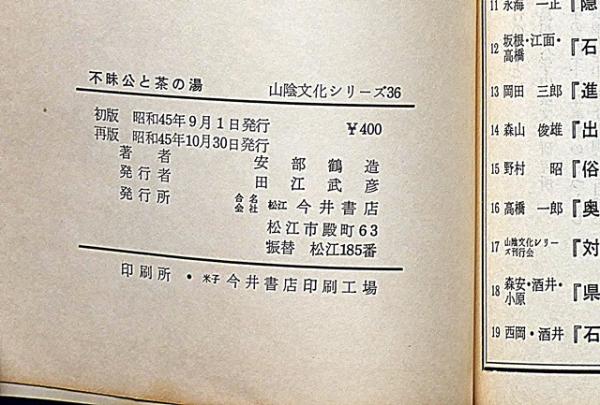 不昧公と茶の湯 山陰文化シリーズ36
初版 昭和45年9月1日発行 ¥400
再版 昭和45年10月30日発行
著者 安部鶴造
発行者 田江武彦
発行所 合名会社 松江 今井書店
松江市殿町63
振替 松江185番
印刷所・米子 今井書店印刷工場
11 永海一正『隠
12 坂根・江面・高橋『石
13 岡田三郎『進
14 森山俊雄『出
15 野村昭『俗
16 高橋一郎『奥
17 山陰文化シリーズ刊行会『対
18 森安・酒井・小原『県
19 西岡・酒井『石